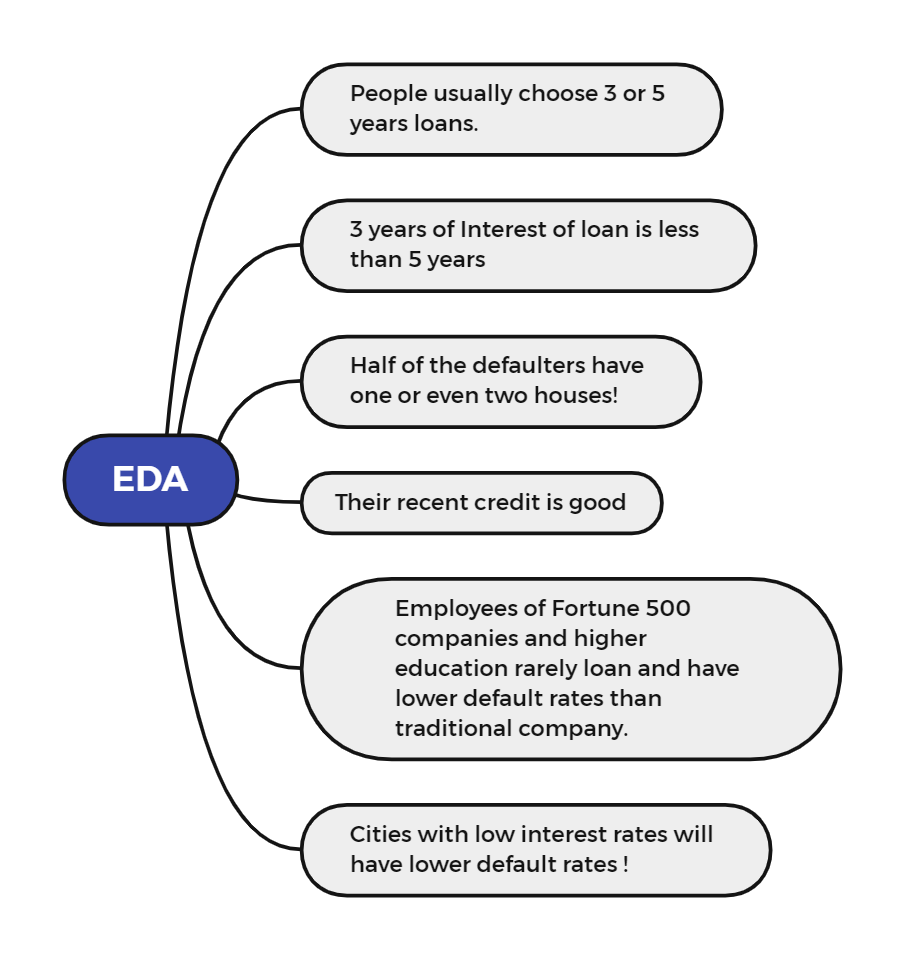 People usually choose 3 or 5
years loans.
3 years of Interest of loan is less
than 5 years
Half of the defaulters have
one or even two houses!
EDA
Their recent credit is good
Employees of Fortune 500
companies and higher
education rarely loan and have
lower default rates than
traditional company.
Cities with low interest rates will
have lower default rates !